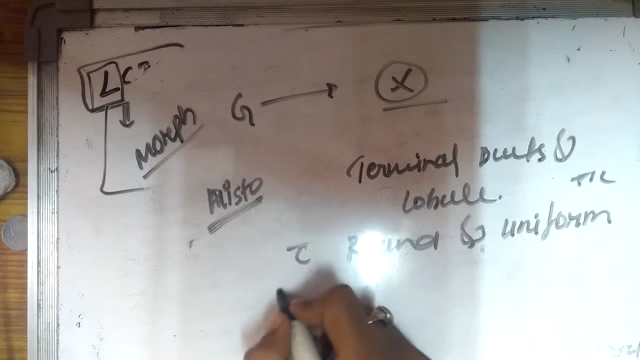 LC =
G → X
Morph
Histo
Terminal Ducts &
Lobule.
Round & uniform